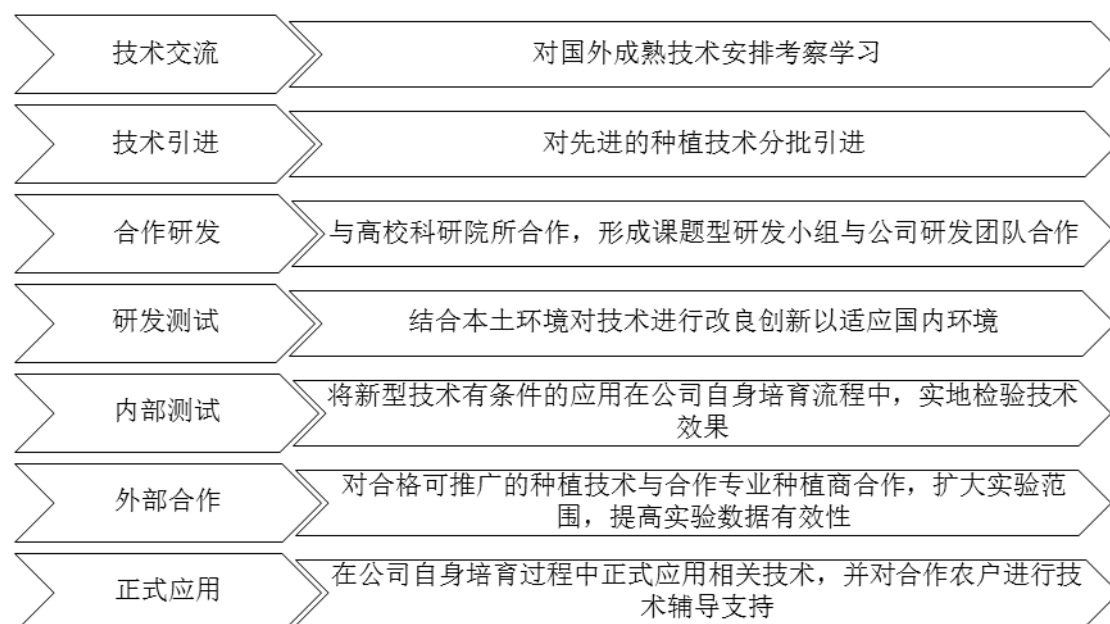 技术交流
对国外成熟技术安排考察学习
技术引进
对先进的种植技术分批引进
合作研发
与高校科研院所合作，形成课题型研发小组与公司研发团队合作
研发测试
结合本土环境对技术进行改良创新以适应国内环境
内部测试
将新型技术有条件的应用在公司自身培育流程中，实地检验技术
效果
外部合作
对合格可推广的种植技术与合作专业种植商合作，扩大实验范
围，提高实验数据有效性
正式应用
在公司自身培育过程中正式应用相关技术，并对合作农户进行技
术辅导支持